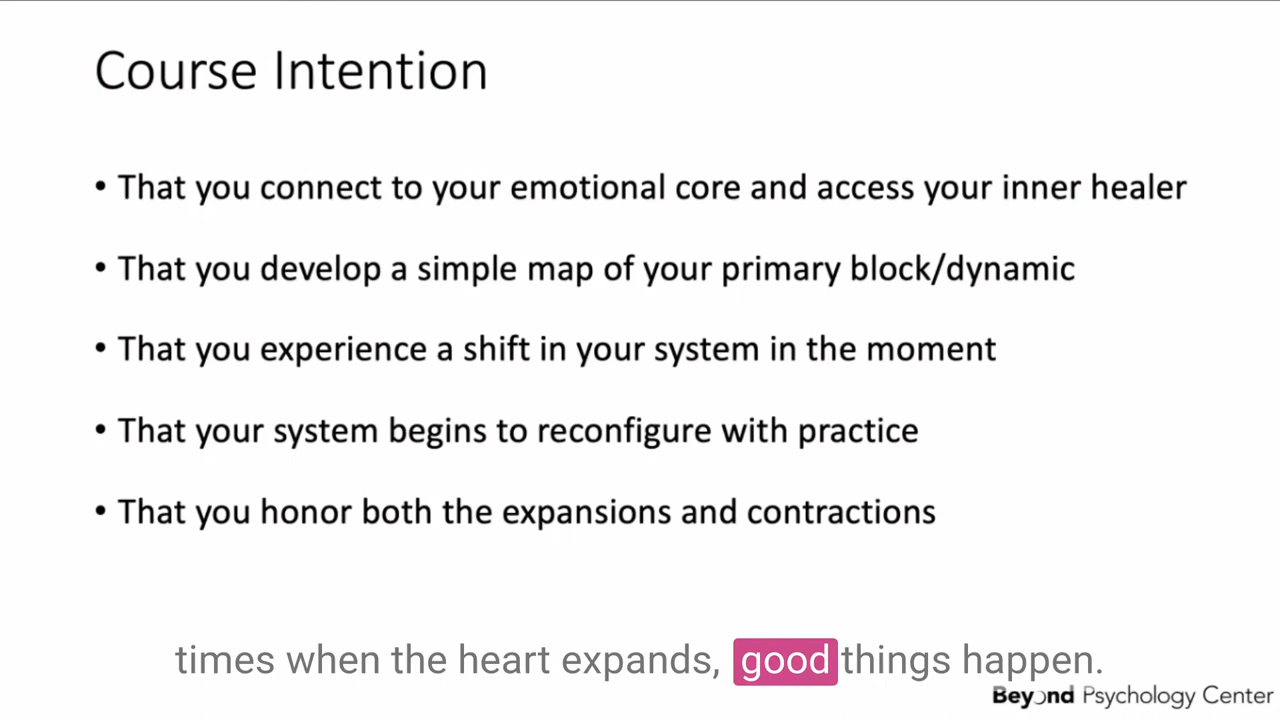 Course Intention
• That you connect to your emotional core and access your inner healer
• That you develop a simple map of your primary block/dynamic
• That you experience a shift in your system in the moment
• That your system begins to reconfigure with practice
• That you honor both the expansions and contractions
times when the heart expands, good things happen.
Beyond Psychology Center